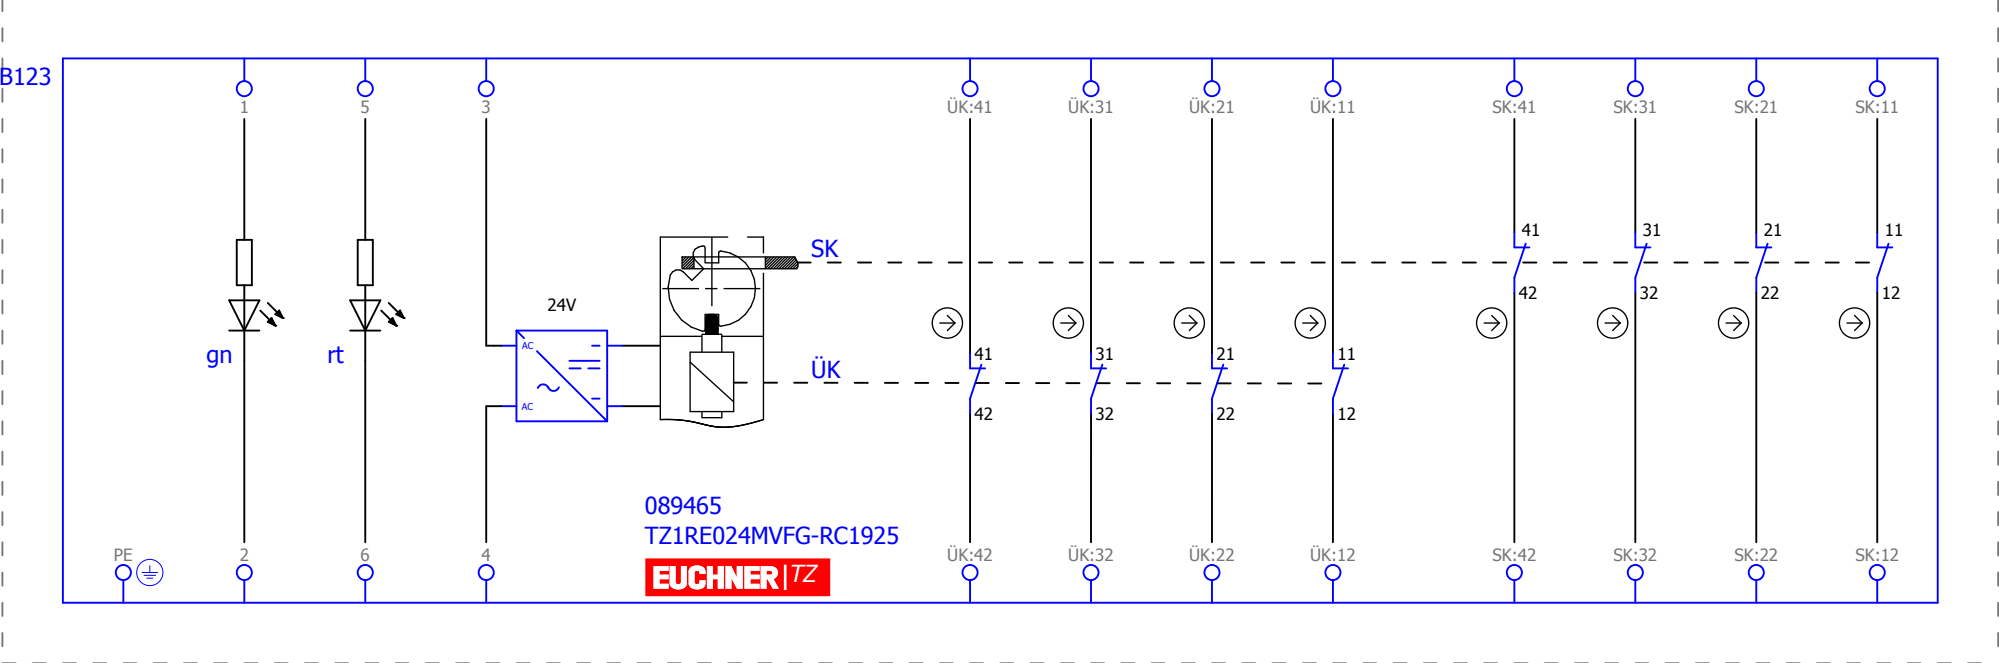 B123
1
5
3
ÜK:41
ÜK:31
ÜK:21
ÜK:11
SK:41
SK:31
SK:21
SK:11
SK
41
42
31
32
21
22
11
12
24V
AC
AC
gn
rt
ÜK
41
42
31
32
21
22
11
12
089465
TZ1RE024MVFG-RC1925
EUCHNER|TZ
PE
2
6
4
ÜK:42
ÜK:32
ÜK:22
ÜK:12
SK:42
SK:32
SK:22
SK:12